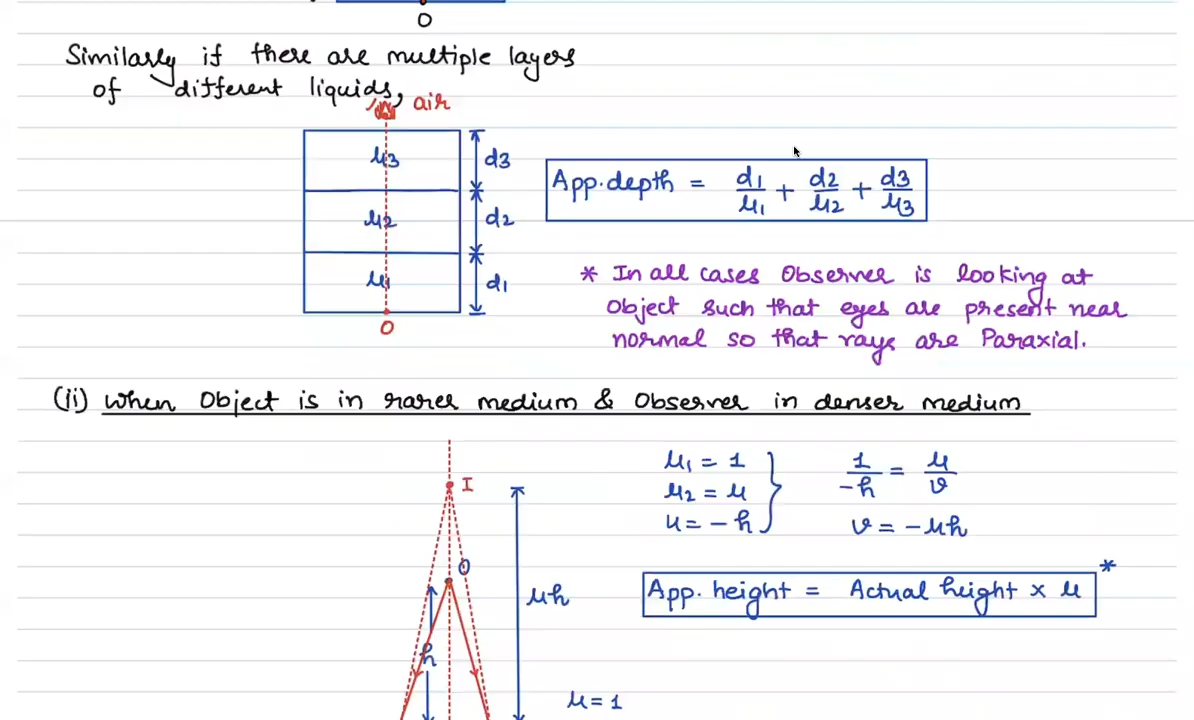 O
Similarly if there are multiple layers
of different liquids,
air
μ3 d3
App. depth = d1/μ1 + d2/μ2 + d3/μ3
μ2 d2
μ1 d1
O
* In all cases Observer is looking at
Object such that eyes are present near
normal so that rays are Paraxial.
(ii) When Object is in rarer medium & Observer in denser medium
μ1 = 1
μ2 = μ
u = -h
1/-h = μ/v
v = -μh
I
O
App. height = Actual height × μ *
μh
h
μ = 1